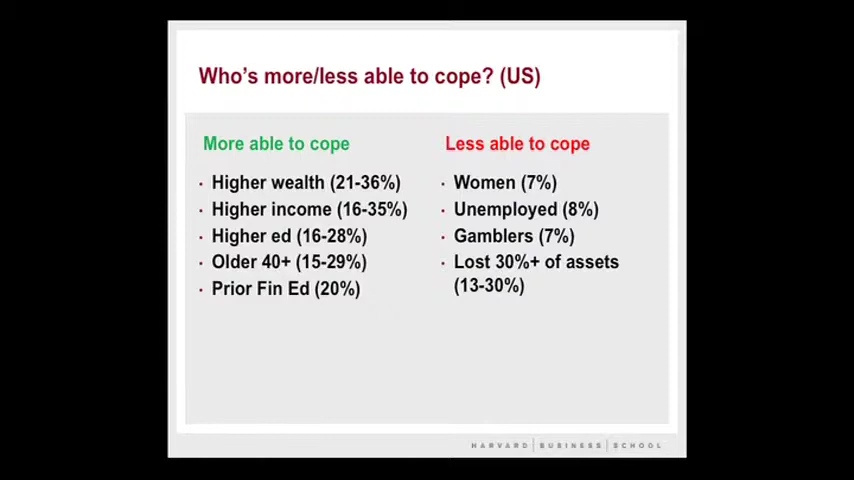 Who's more/less able to cope? (US)
More able to cope
· Higher wealth (21-36%)
· Higher income (16-35%)
· Higher ed (16-28%)
· Older 40+ (15-29%)
· Prior Fin Ed (20%)
Less able to cope
· Women (7%)
· Unemployed (8%)
· Gamblers (7%)
· Lost 30%+ of assets
(13-30%)
HARVARD | BUSINESS | SCHOOL